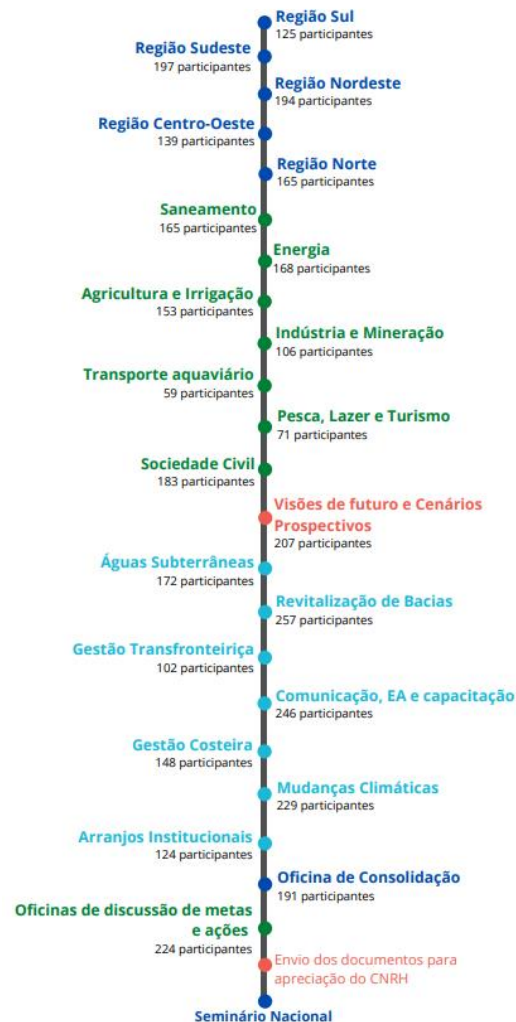 Região Sul
125 participantes
Região Sudeste
197 participantes
Região Nordeste
194 participantes
Região Centro-Oeste
139 participantes
Região Norte
165 participantes
Saneamento
165 participantes
Energia
168 participantes
Agricultura e Irrigação
153 participantes
Indústria e Mineração
106 participantes
Transporte aquaviário
59 participantes
Pesca, Lazer e Turismo
71 participantes
Sociedade Civil
183 participantes
Visões de futuro e Cenários
Prospectivos
207 participantes
Águas Subterrâneas
172 participantes
Revitalização de Bacias
257 participantes
Gestão Transfronteiriça
102 participantes
Comunicação, EA e capacitação
246 participantes
Gestão Costeira
148 participantes
Mudanças Climáticas
229 participantes
Arranjos Institucionais
124 participantes
Oficina de Consolidação
191 participantes
Oficinas de discussão de metas
e ações
224 participantes
Envio dos documentos para
apreciação do CNRH
Seminário Nacional